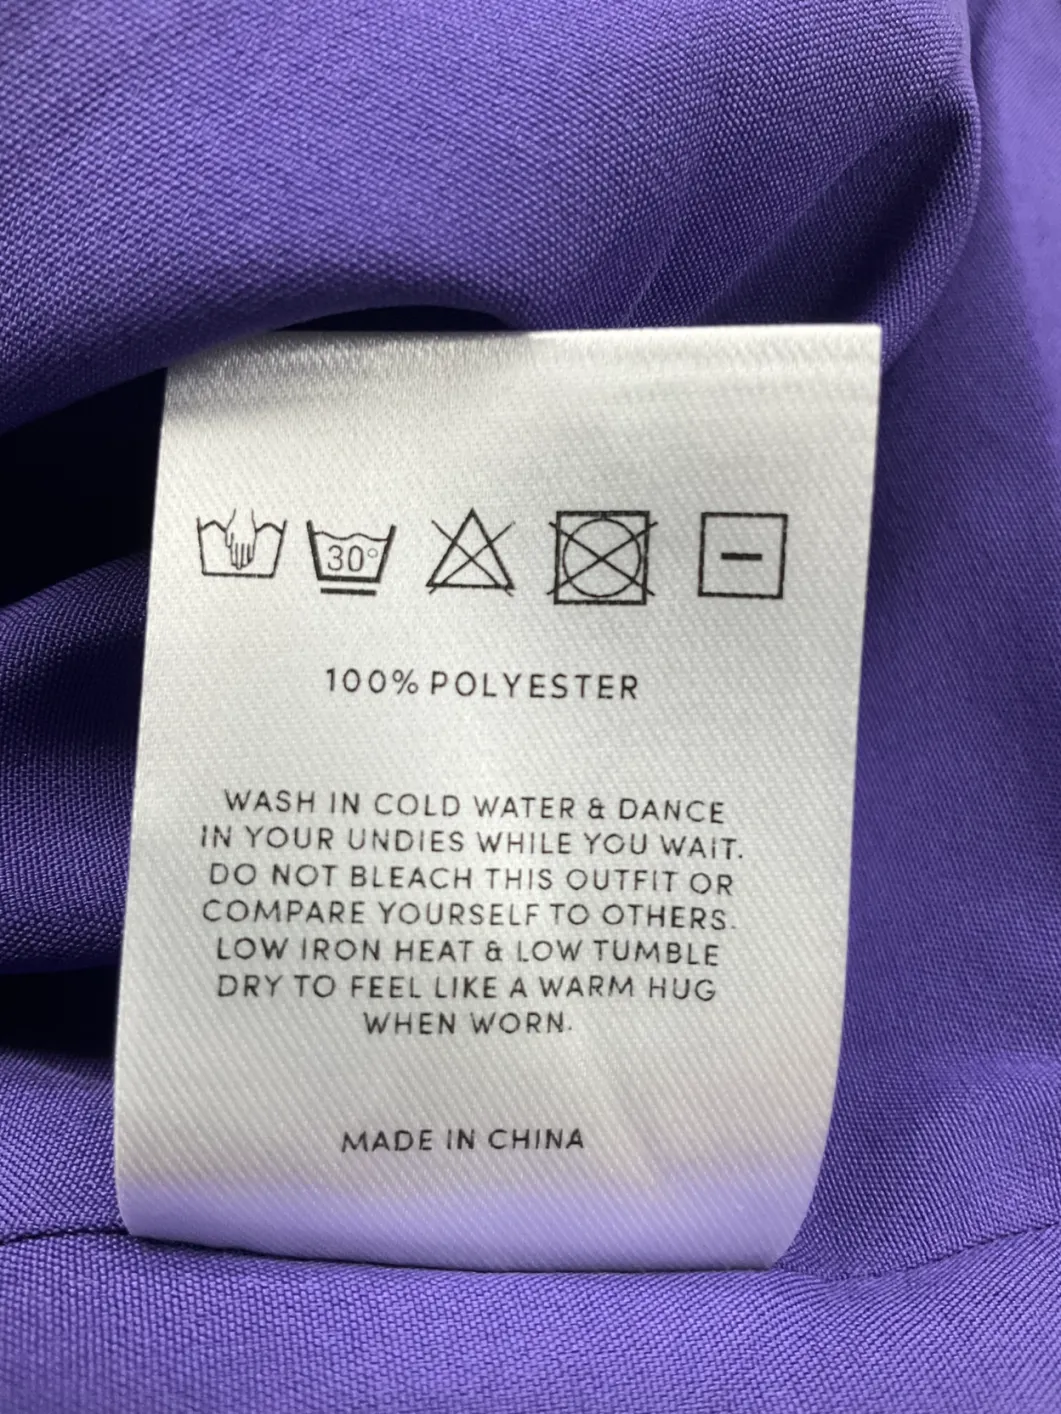 30°
100% POLYESTER
WASH IN COLD WATER & DANCE
IN YOUR UNDIES WHILE YOU WAIT.
DO NOT BLEACH THIS OUTFIT OR
COMPARE YOURSELF TO OTHERS.
LOW IRON HEAT & LOW TUMBLE
DRY TO FEEL LIKE A WARM HUG
WHEN WORN.
MADE IN CHINA